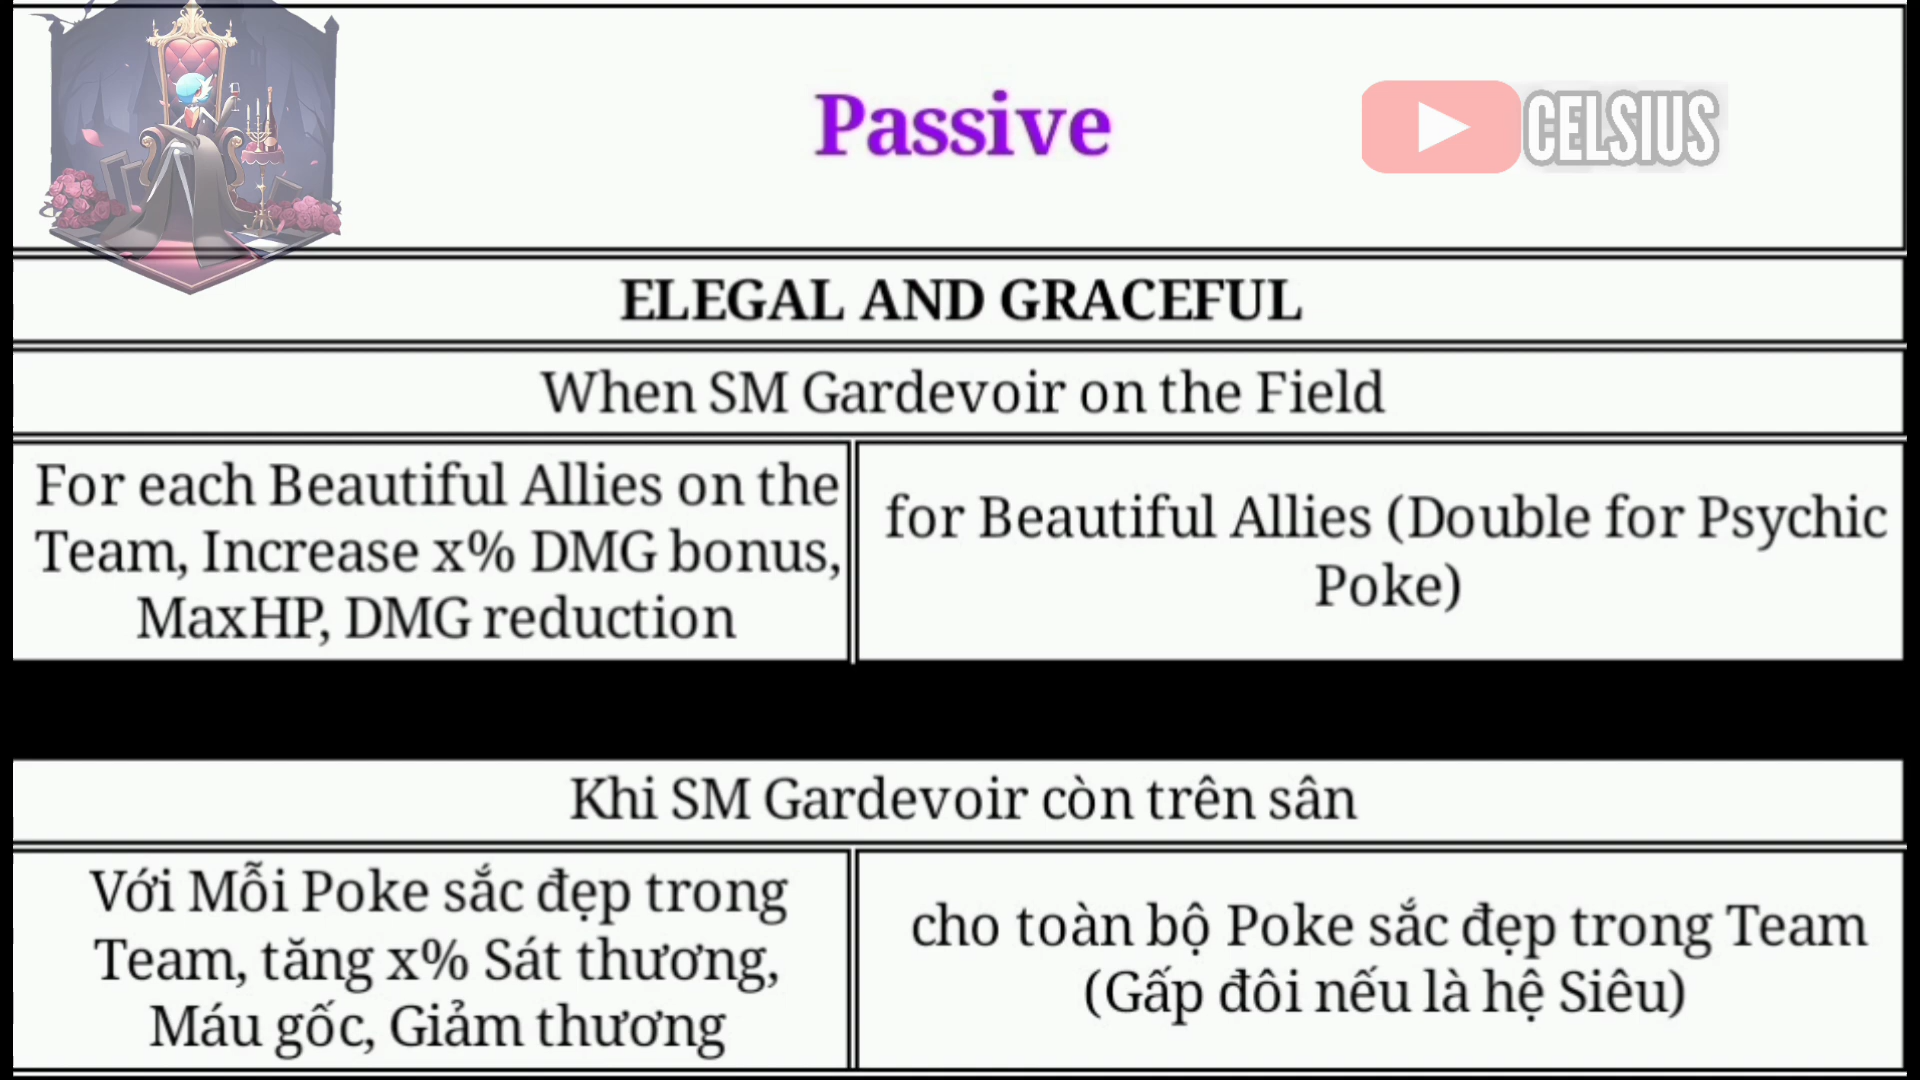 Passive
CELSIUS
ELEGAL AND GRACEFUL
When SM Gardevoir on the Field
For each Beautiful Allies on the
Team, Increase x% DMG bonus,
MaxHP, DMG reduction
for Beautiful Allies (Double for Psychic
Poke)
Khi SM Gardevoir còn trên sân
Với Mỗi Poke sắc đẹp trong
Team, tăng x% Sát thương,
Máu gốc, Giảm thương
cho toàn bộ Poke sắc đẹp trong Team
(Gấp đôi nếu là hệ Siêu)